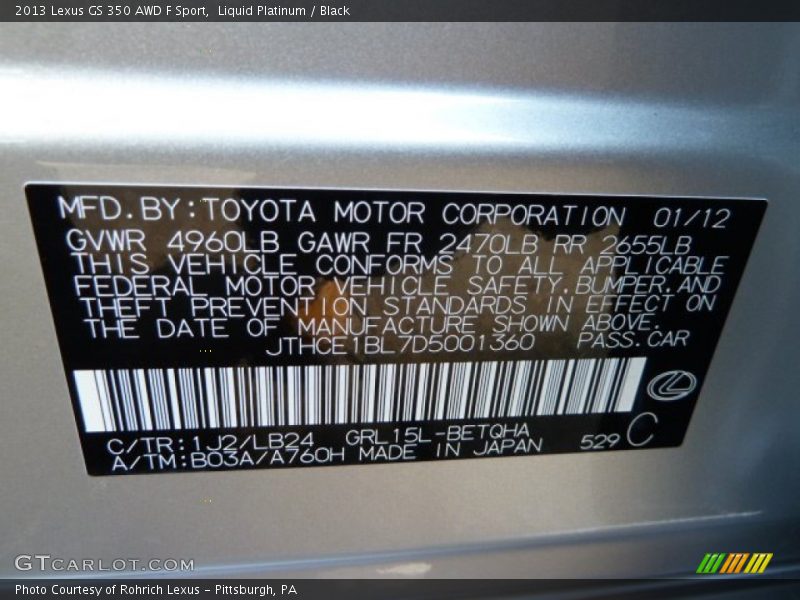 2013 Lexus GS 350 AWD F Sport,  Liquid Platinum / Black
MFD.BY:TOYOTA MOTOR CORPORATION 01/12
GVWR 4960LB GAWR FR 2470LB RR 2655LB
THIS VEHICLE CONFORMS TO ALL APPLICABLE
FEDERAL MOTOR VEHICLE SAFETY,BUMPER,AND
THEFT PREVENTION STANDARDS IN EFFECT ON
THE DATE OF MANUFACTURE SHOWN ABOVE.
JTHCE1BL7D5001360 PASS.CAR
C/TR:1J2/LB24 GRL15L-BETQHA
A/TM:B03A/A760H MADE IN JAPAN 529 C
GTCARLOT.COM
Photo Courtesy of Rohrich Lexus - Pittsburgh, PA